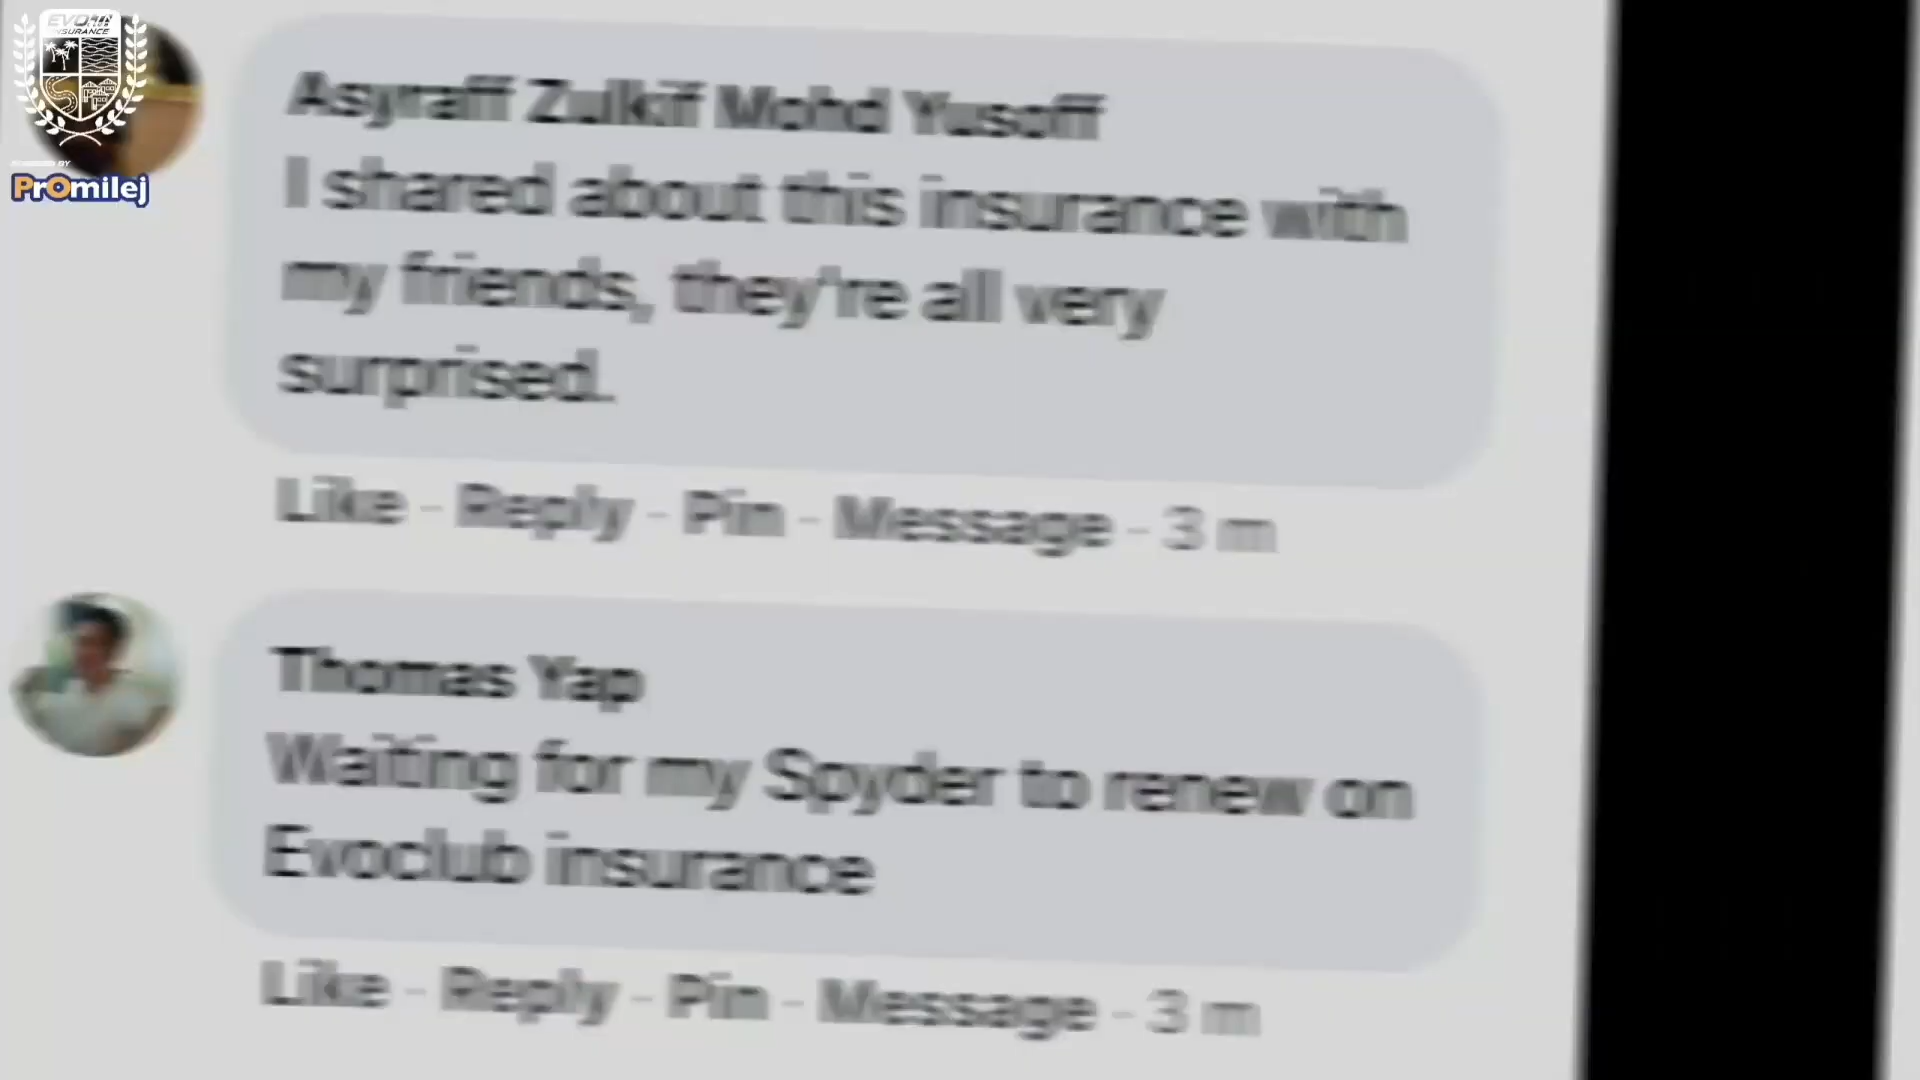 INSURANCE
PrOmilej
Asyraff Zulkif Mohd Yusoff
I shared about this insurance with
my friends, they're all very
surprised.
Like - Reply - Pin - Message - 3 m
Thomas Yap
Waiting for my Spyder to renew on
Evoclub insurance
Like - Reply - Pin - Message - 3 m